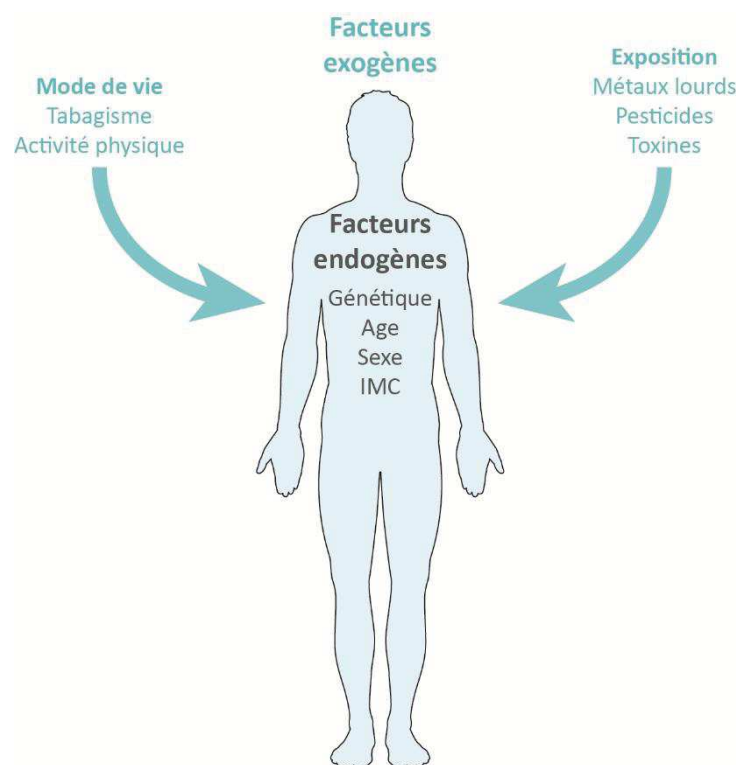 Facteurs
exogènes
Mode de vie
Tabagisme
Activité physique
Exposition
Métaux lourds
Pesticides
Toxines
Facteurs
endogènes
Génétique
Age
Sexe
IMC